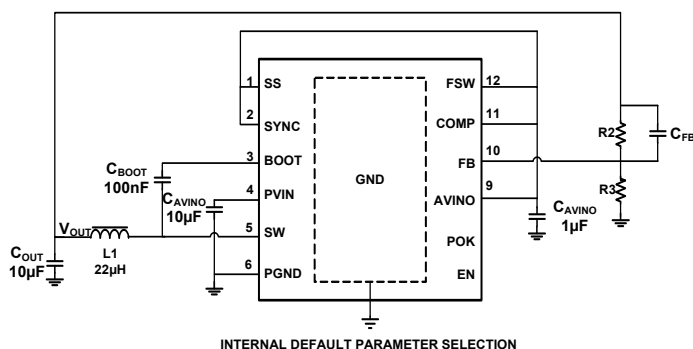 1 SS
2 SYNC
3 BOOT
4 PVIN
5 SW
6 PGND
GND
FSW 12
COMP 11
FB 10
AVINO 9
POK
EN
CBOOT
100nF
CAVINO
10µF
VOUT
L1
22µH
COUT
10µF
R2
CFB
R3
CAVINO
1µF
INTERNAL DEFAULT PARAMETER SELECTION